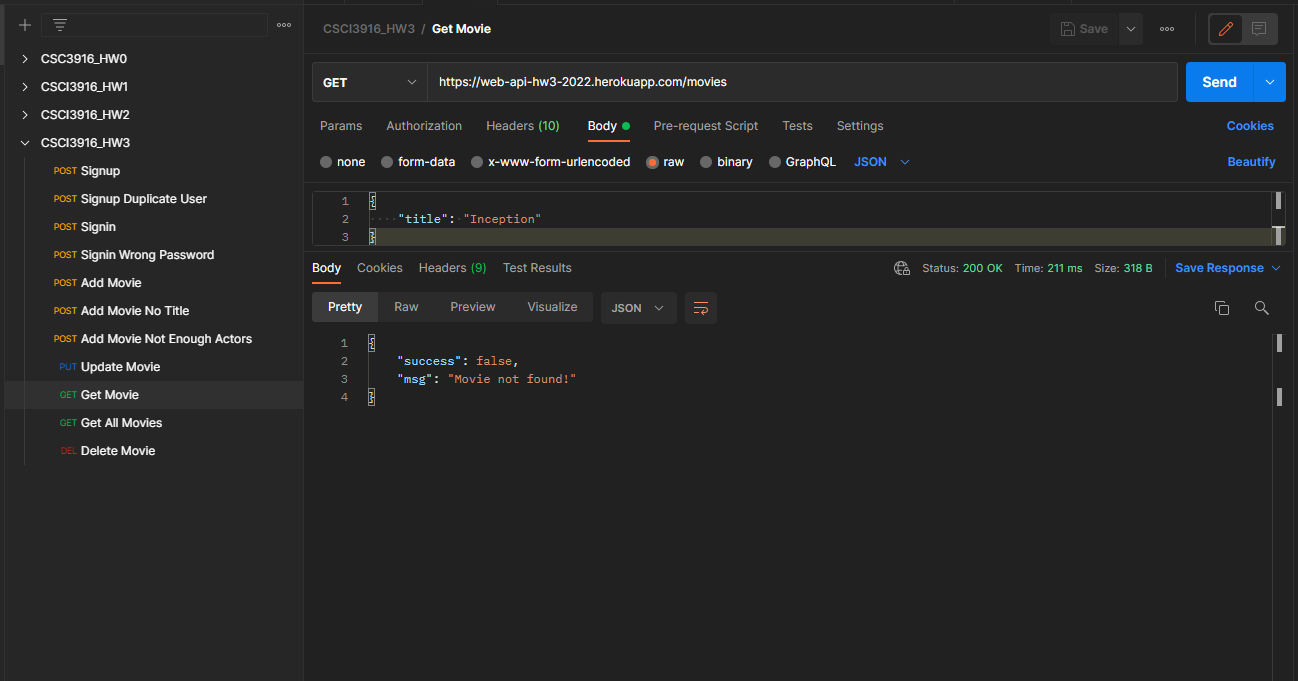 CSC3916_HW0
CSCI3916_HW1
CSCI3916_HW2
CSCI3916_HW3
POST Signup
POST Signup Duplicate User
POST Signin
POST Signin Wrong Password
POST Add Movie
POST Add Movie No Title
POST Add Movie Not Enough Actors
PUT Update Movie
GET Get Movie
GET Get All Movies
DEL Delete Movie
CSCI3916_HW3 / Get Movie
Save
GET https://web-api-hw3-2022.herokuapp.com/movies Send
Params Authorization Headers (10) Body Pre-request Script Tests Settings Cookies
none form-data x-www-form-urlencoded raw binary GraphQL JSON Beautify
1 {
2 "title": "Inception"
3 }
Body Cookies Headers (9) Test Results Status: 200 OK Time: 211 ms Size: 318 B Save Response
Pretty Raw Preview Visualize JSON
1 {
2 "success": false,
3 "msg": "Movie not found!"
4 }